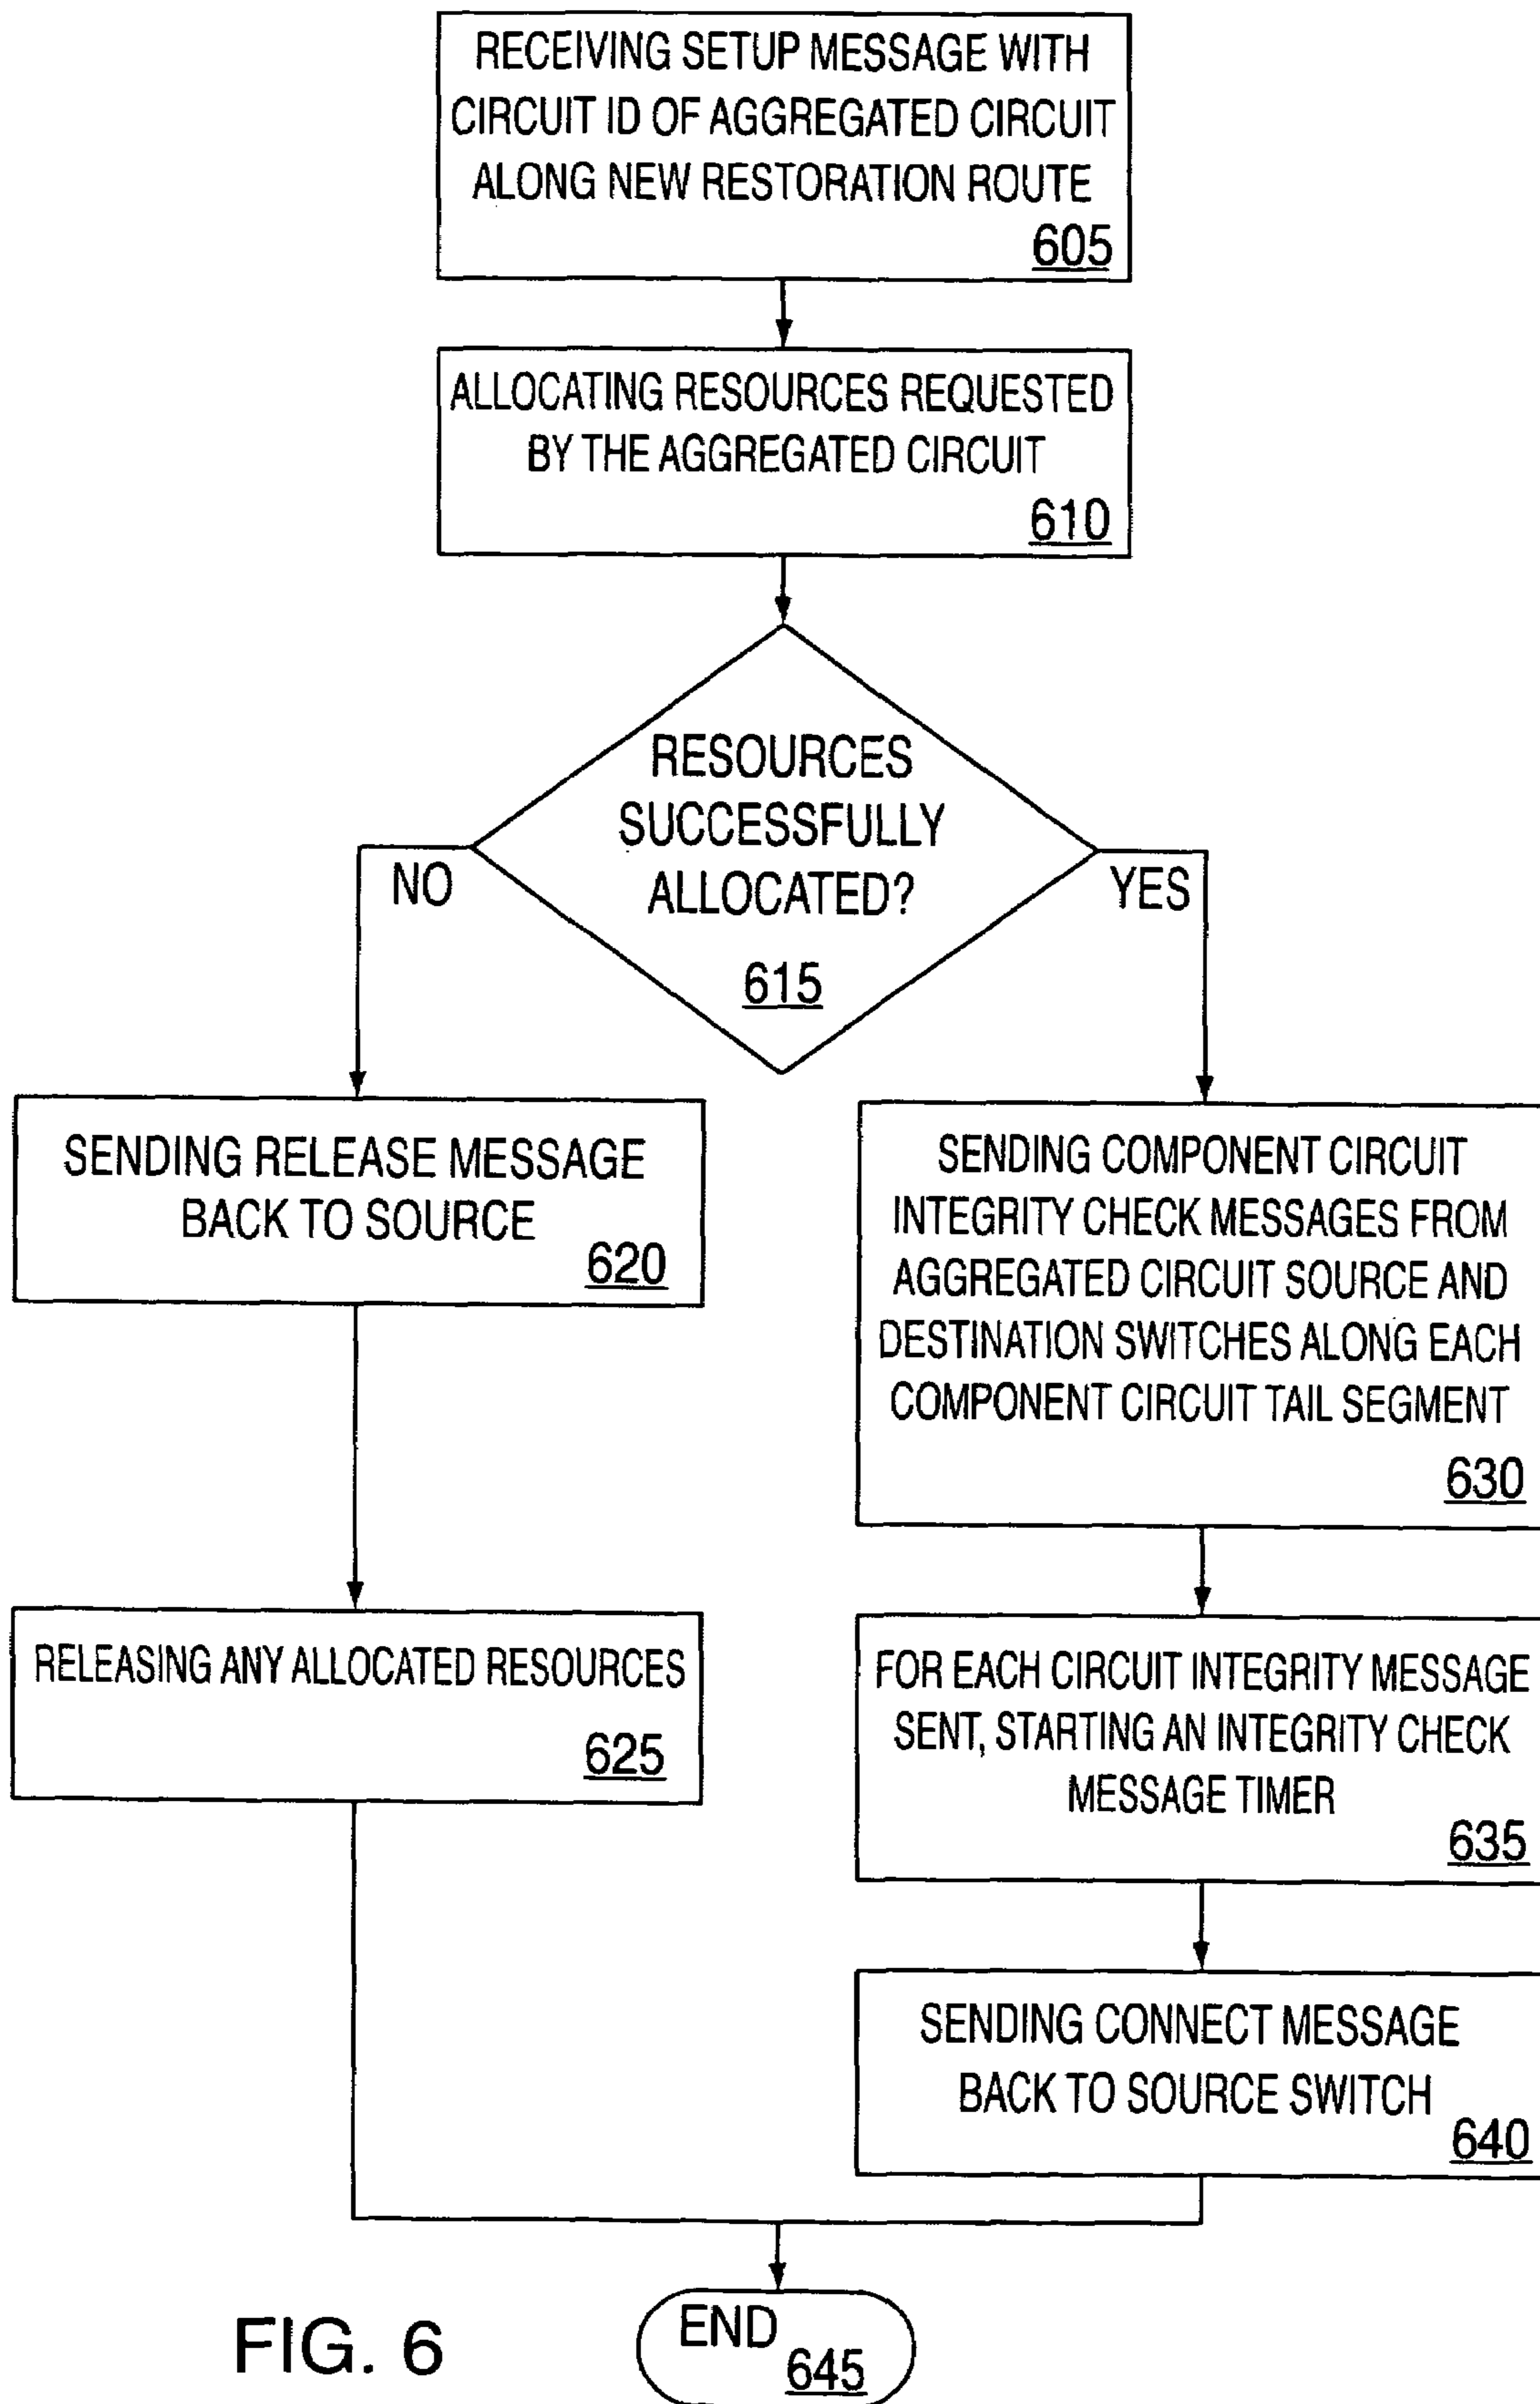 RECEIVING SETUP MESSAGE WITH
CIRCUIT ID OF AGGREGATED CIRCUIT
ALONG NEW RESTORATION ROUTE
605
ALLOCATING RESOURCES REQUESTED
BY THE AGGREGATED CIRCUIT
610
RESOURCES
SUCCESSFULLY
ALLOCATED?
615
NO
YES
SENDING RELEASE MESSAGE
BACK TO SOURCE
620
RELEASING ANY ALLOCATED RESOURCES
625
SENDING COMPONENT CIRCUIT
INTEGRITY CHECK MESSAGES FROM
AGGREGATED CIRCUIT SOURCE AND
DESTINATION SWITCHES ALONG EACH
COMPONENT CIRCUIT TAIL SEGMENT
630
FOR EACH CIRCUIT INTEGRITY MESSAGE
SENT, STARTING AN INTEGRITY CHECK
MESSAGE TIMER
635
SENDING CONNECT MESSAGE
BACK TO SOURCE SWITCH
640
END
645
FIG. 6